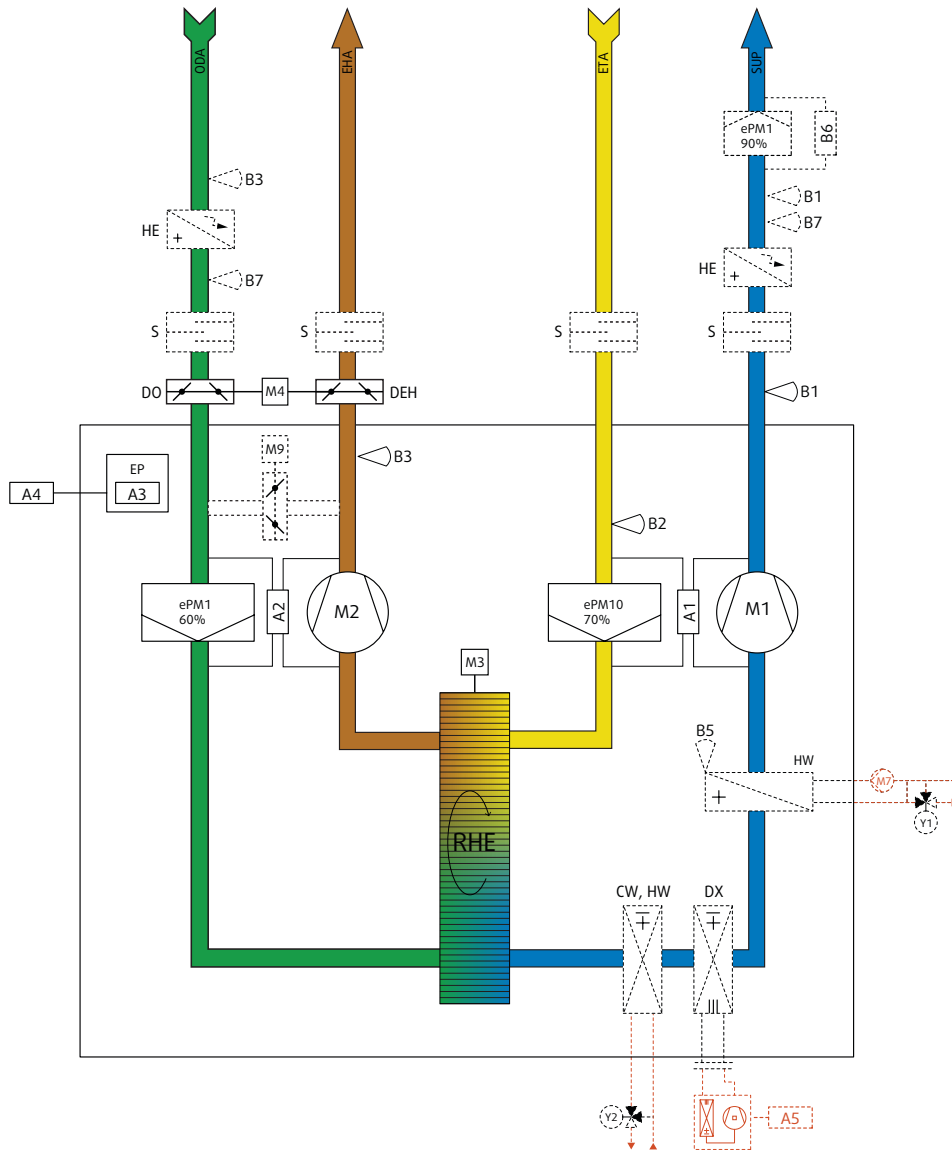 ODA
EHA
ETA
SUP
ePM1
90%
B6
B3
B1
HE
B7
B7
HE
S
S
S
S
DO
M4
DEH
B1
M9
B3
EP
A4
A3
B2
ePM1
60%
A2
M2
ePM10
70%
A1
M1
M3
B5
HW
M7
Y1
RHE
CW, HW
DX
Y2
A5